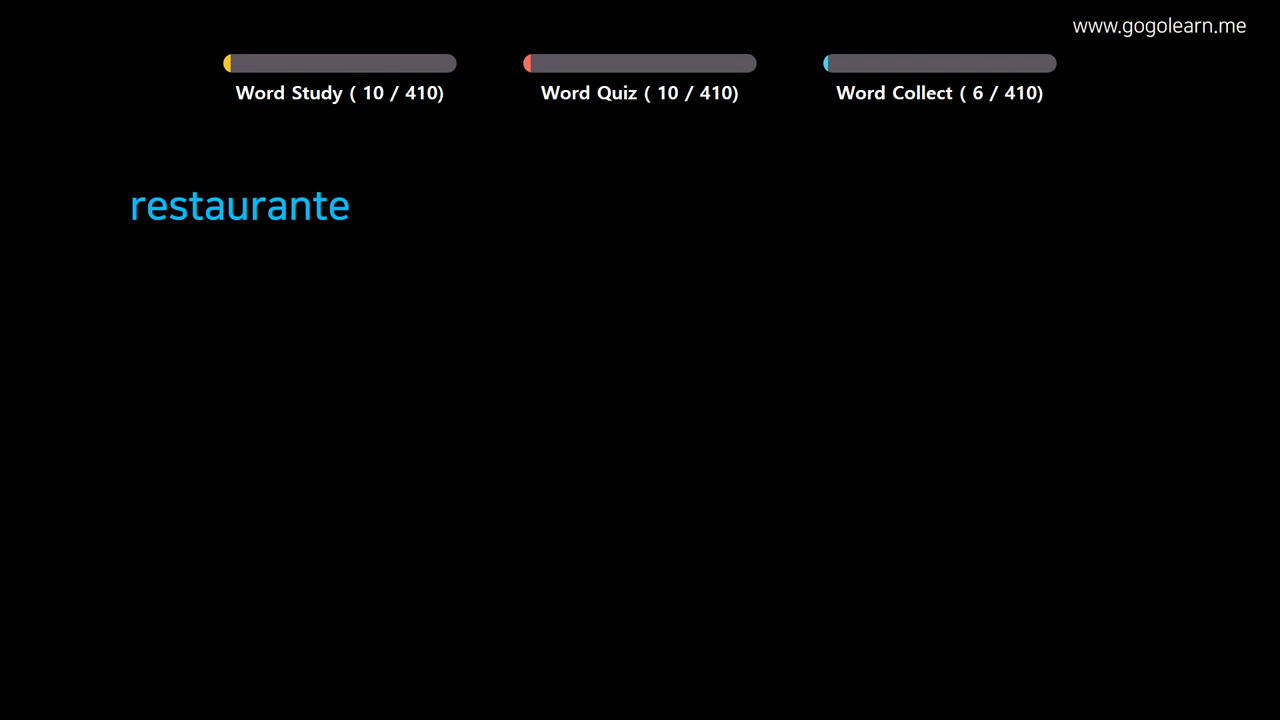 www.gogolearn.me
Word Study ( 10 / 410)
Word Quiz ( 10 / 410)
Word Collect ( 6 / 410)
restaurante